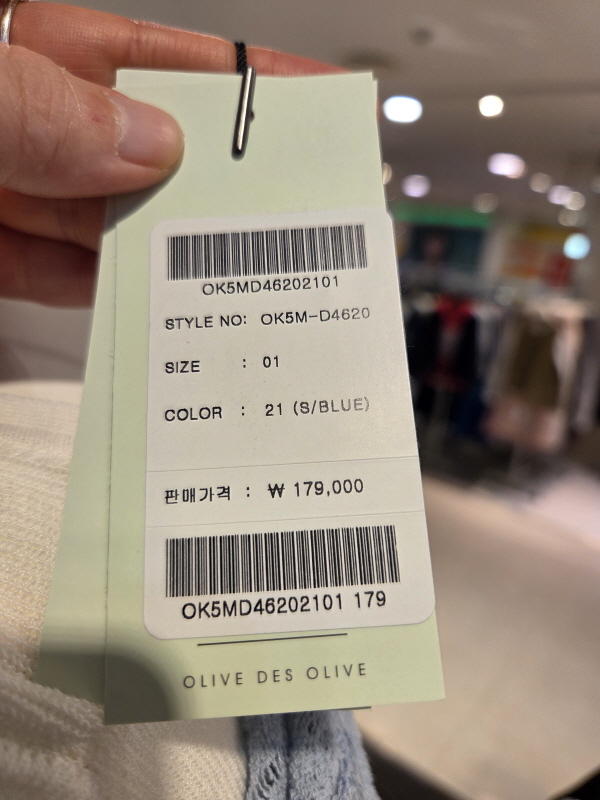 OK5MD46202101
STYLE NO: OK5M-D4620
SIZE : 01
COLOR : 21 (S/BLUE)
판매가격 : ₩ 179,000
OK5MD46202101 179
OLIVE DES OLIVE